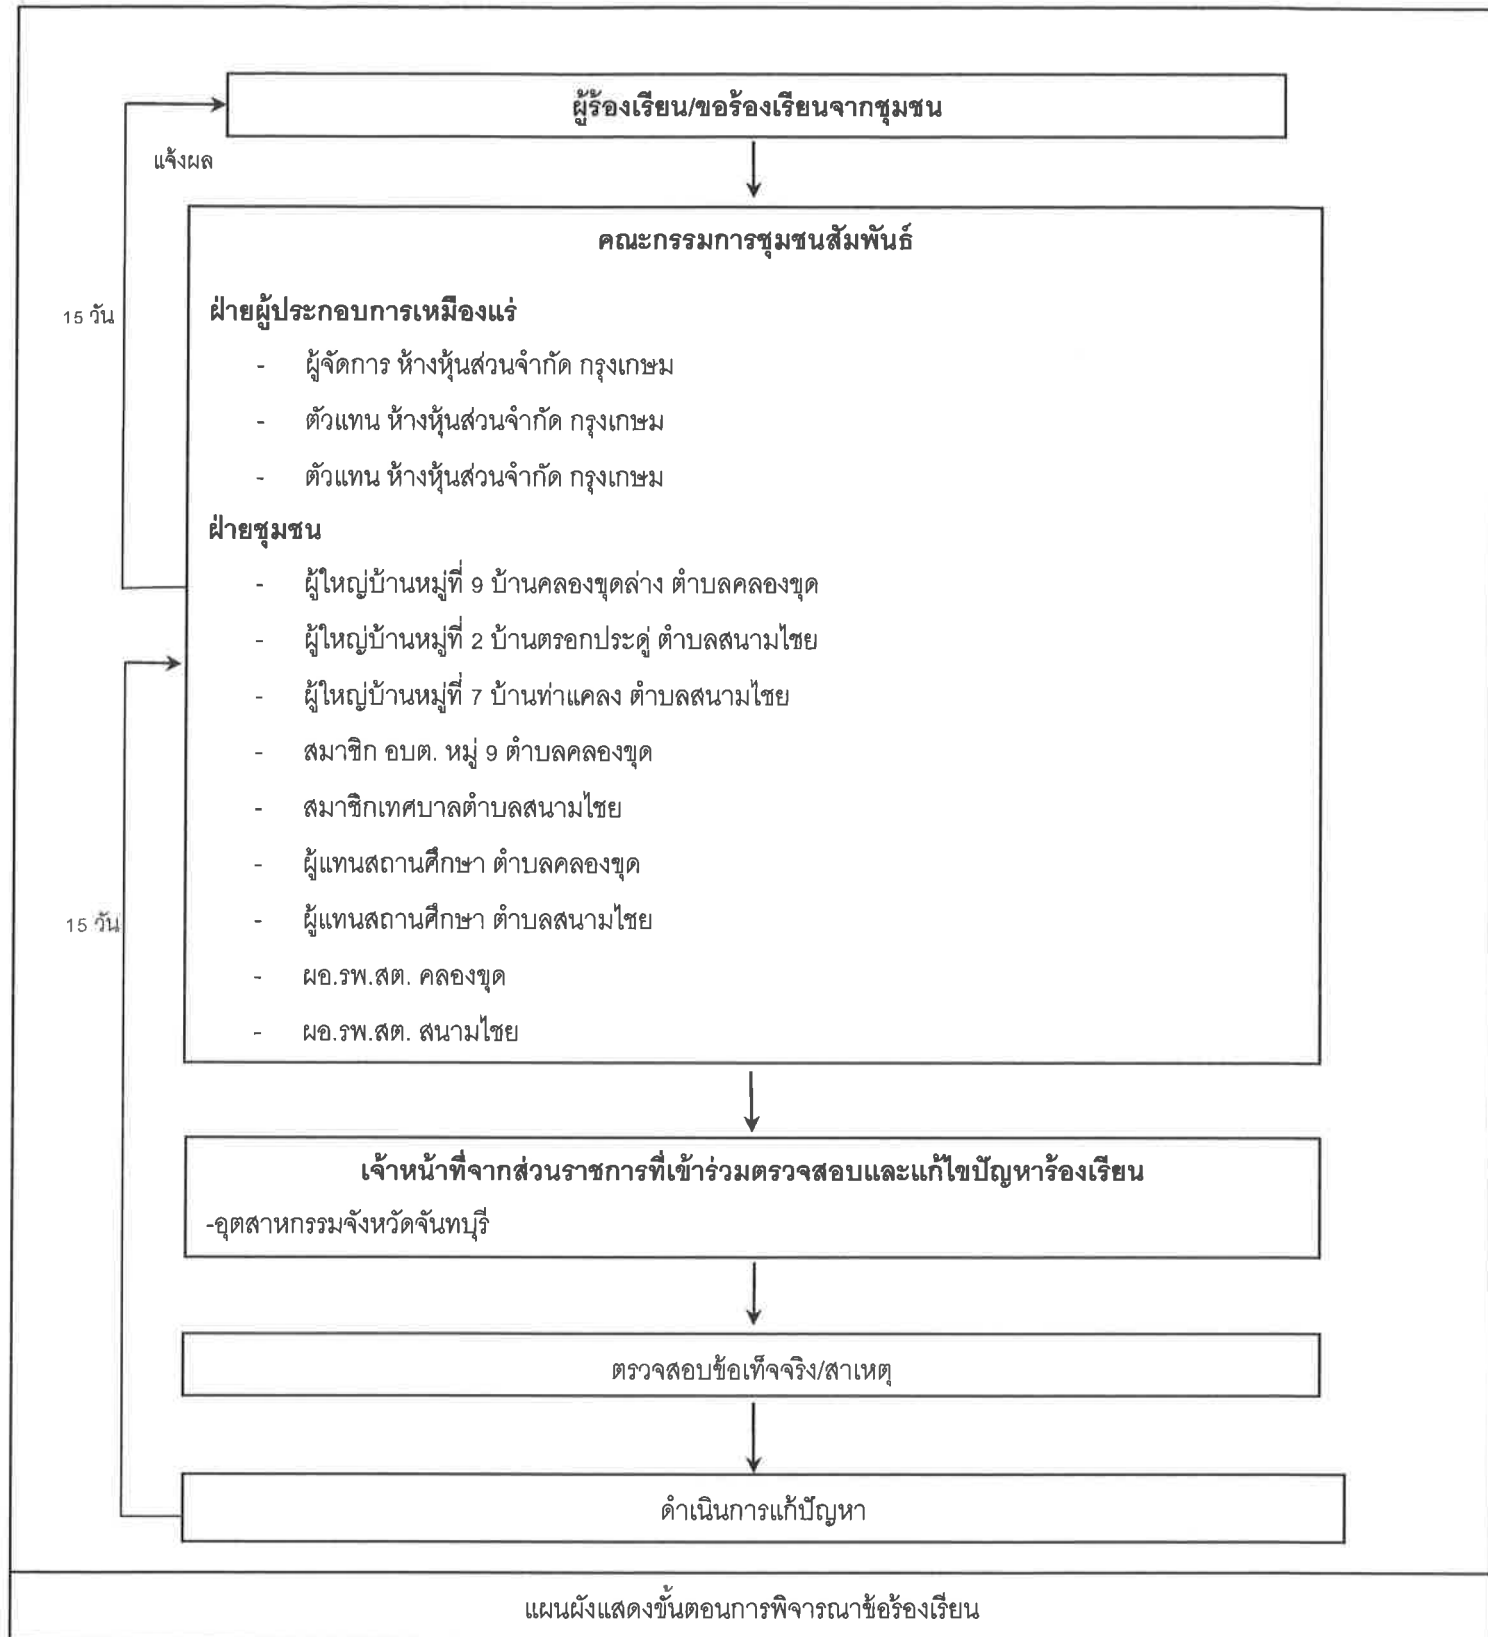 ผู้ร้องเรียน/ขอร้องเรียนจากชุมชน
แจ้งผล
คณะกรรมการชุมชนสัมพันธ์
15 วัน
ฝ่ายผู้ประกอบการเหมืองแร่
- ผู้จัดการ ห้างหุ้นส่วนจำกัด กรุงเกษม
- ตัวแทน ห้างหุ้นส่วนจำกัด กรุงเกษม
- ตัวแทน ห้างหุ้นส่วนจำกัด กรุงเกษม
ฝ่ายชุมชน
- ผู้ใหญ่บ้านหมู่ที่ 9 บ้านคลองขุดล่าง ตำบลคลองขุด
- ผู้ใหญ่บ้านหมู่ที่ 2 บ้านตรอกประดู่ ตำบลสนามไชย
- ผู้ใหญ่บ้านหมู่ที่ 7 บ้านท่าแคลง ตำบลสนามไชย
- สมาชิก อบต. หมู่ 9 ตำบลคลองขุด
- สมาชิกเทศบาลตำบลสนามไชย
- ผู้แทนสถานศึกษา ตำบลคลองขุด
- ผู้แทนสถานศึกษา ตำบลสนามไชย
15 วัน
- ผอ.รพ.สต. คลองขุด
- ผอ.รพ.สต. สนามไชย
เจ้าหน้าที่จากส่วนราชการที่เข้าร่วมตรวจสอบและแก้ไขปัญหาร้องเรียน
-อุตสาหกรรมจังหวัดจันทบุรี
ตรวจสอบข้อเท็จจริง/สาเหตุ
ดำเนินการแก้ปัญหา
แผนผังแสดงขั้นตอนการพิจารณาข้อร้องเรียน